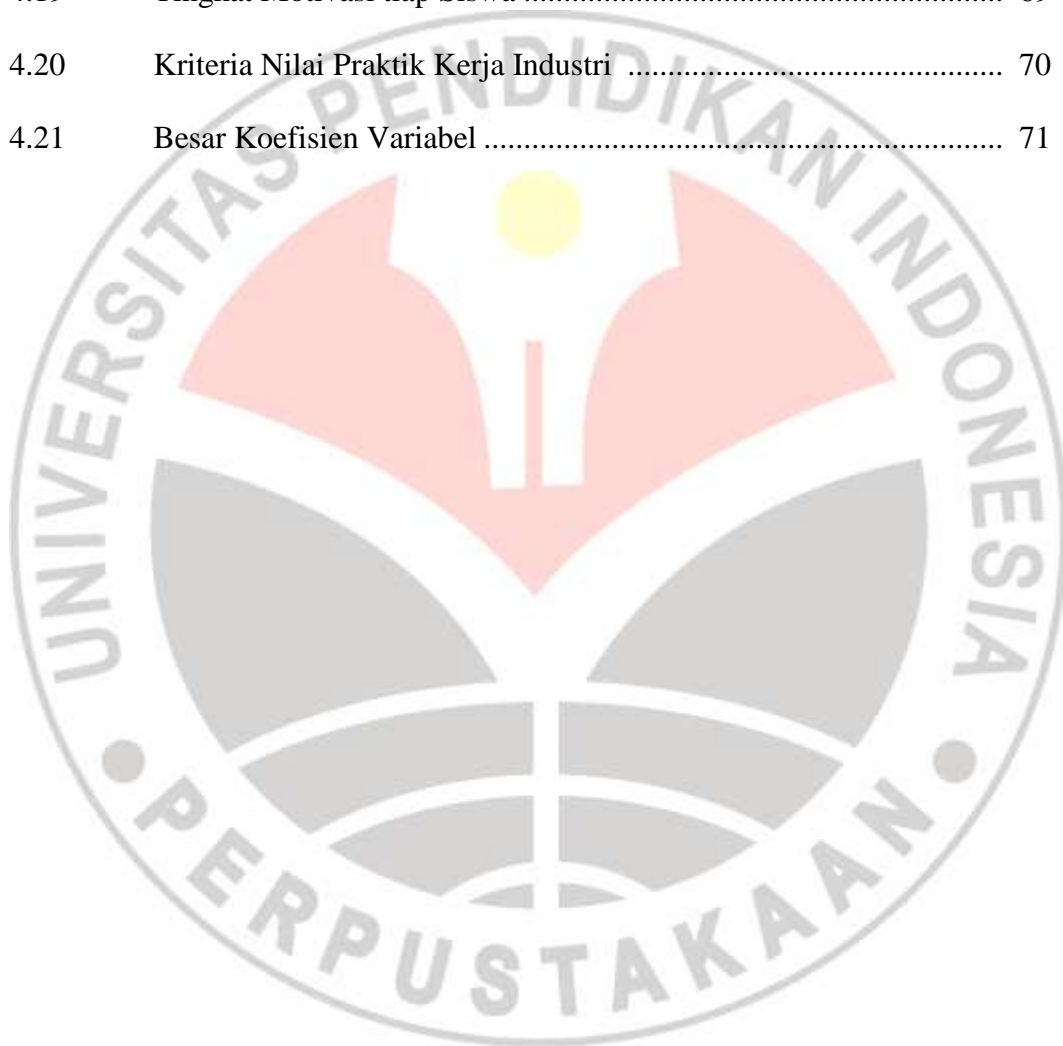 4.20 Kriteria Nilai Praktik Kerja Industri ............................................... 70
4.21 Besar Koefisien Variabel ................................................................. 71
UNIVERSITAS PENDIDIKAN INDONESIA
• PERPUSTAKAAN •